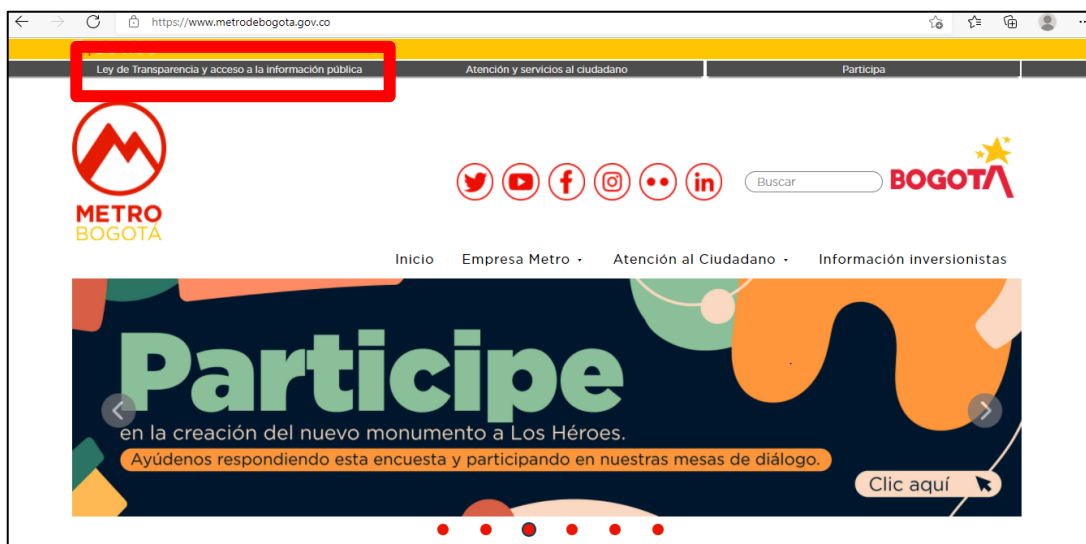 https://www.metrodebogota.gov.co
Ley de Transparencia y acceso a la información pública
Atención y servicios al ciudadano
Participa
METRO
BOGOTÁ
Buscar
BOGOTÁ
Inicio
Empresa Metro
Atención al Ciudadano
Información inversionistas
Participe
en la creación del nuevo monumento a Los Héroes.
Ayúdenos respondiendo esta encuesta y participando en nuestras mesas de diálogo.
Clic aquí